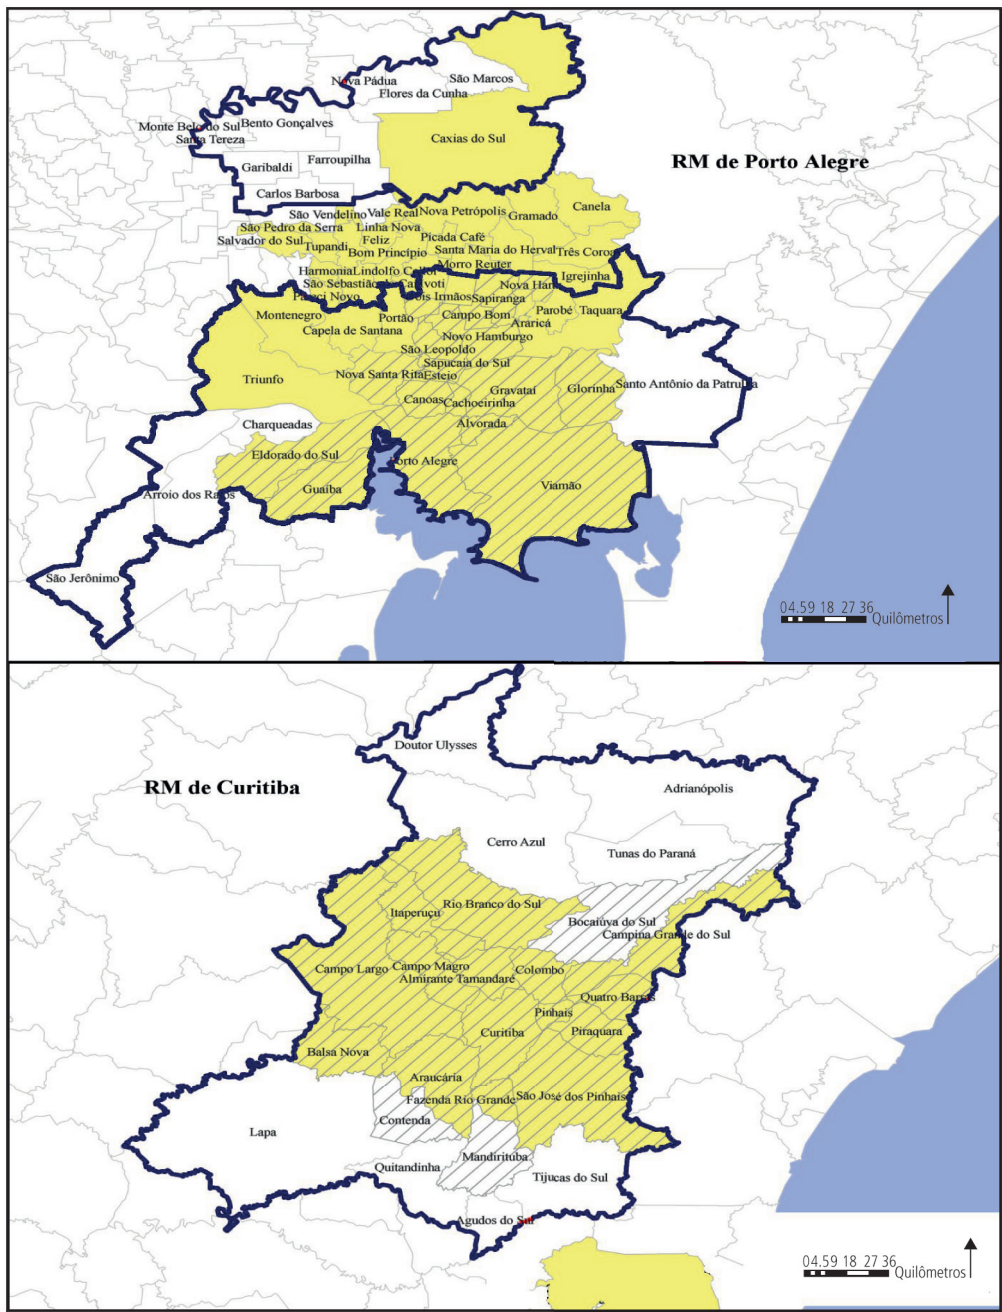 Nova Pádua
São Marcos
Flores da Cunha
Monte Belo do Sul
Bento Gonçalves
Santa Tereza
Caxias do Sul
Farroupilha
Garibaldi
Carlos Barbosa
RM de Porto Alegre
São Vendelino
Vale Real
Nova Petrópolis
Gramado
Canela
São Pedro da Serra
Linha Nova
Salvador do Sul
Tupandi
Feliz
Picada Café
Bom Princípio
Santa Maria do Herval
Três Coroas
Morro Reuter
Harmonia
Lindolfo Collor
Igrejinha
São Sebastião
Nova Hart
Dois Irmãos
Sapiranga
Montenegro
Portão
Campo Bom
Parobé
Taquara
Capela de Santana
Araricá
Novo Hamburgo
São Leopoldo
Sapucaia do Sul
Triunfo
Nova Santa Rita
Esteio
Gravataí
Glorinha
Santo Antônio da Patrulha
Canoas
Cachoeirinha
Charqueadas
Alvorada
Eldorado do Sul
Porto Alegre
Guaíba
Viamão
Arroio dos Ratos
São Jerônimo
04.59 18 27 36
Quilômetros
Doutor Ulysses
RM de Curitiba
Adrianópolis
Cerro Azul
Tunas do Paraná
Rio Branco do Sul
Itaperuçu
Bocaiúva do Sul
Campina Grande do Sul
Campo Largo
Campo Magro
Colombo
Almirante Tamandaré
Quatro Barras
Pinhais
Curitiba
Piraquara
Balsa Nova
Araucária
Fazenda Rio Grande
São José dos Pinhais
Contenda
Lapa
Mandirituba
Quitandinha
Tijucas do Sul
Agudos do Sul
04.59 18 27 36
Quilômetros